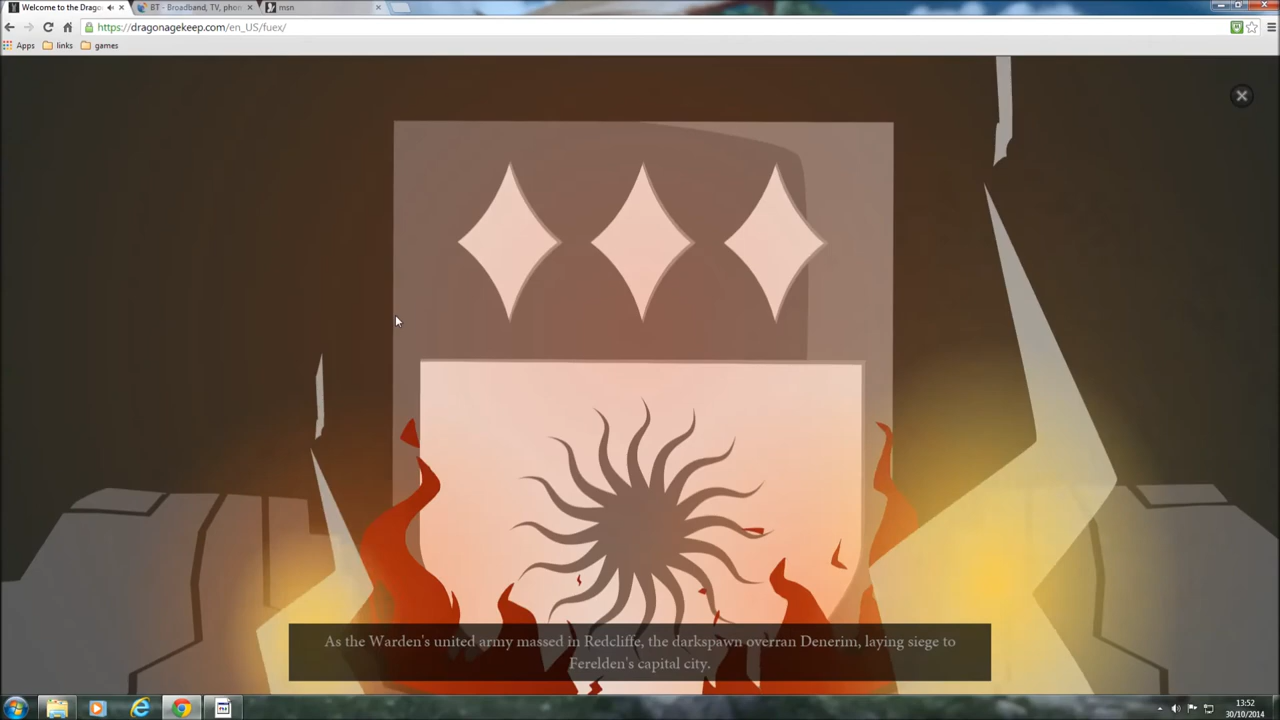 Welcome to the Drago
BT - Broadband, TV, phon
msn
https://dragonagekeep.com/en_US/fuex/
Apps
links
games
As the Warden's united army massed in Redcliffe, the darkspawn overran Denerim, laying siege to
Ferelden's capital city.
13:52
30/10/2014